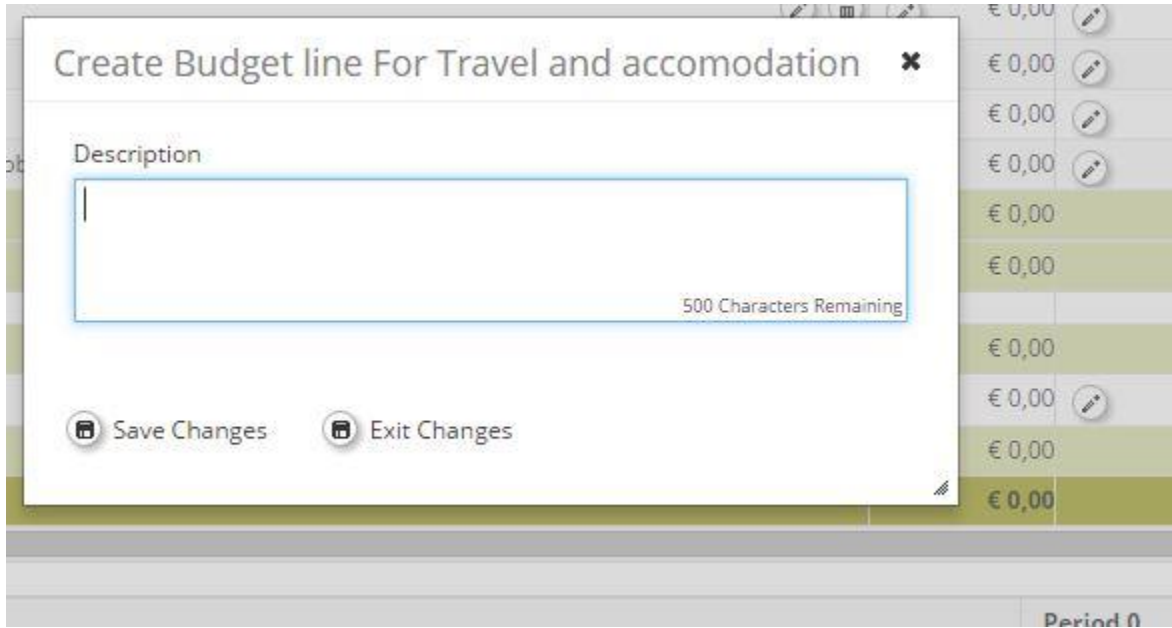 € 0,00
Create Budget line For Travel and accomodation
€ 0,00
€ 0,00
Description
€ 0,00
€ 0,00
€ 0,00
500 Characters Remaining
€ 0,00
€ 0,00
Save Changes Exit Changes
€ 0,00
€ 0,00
Period 0